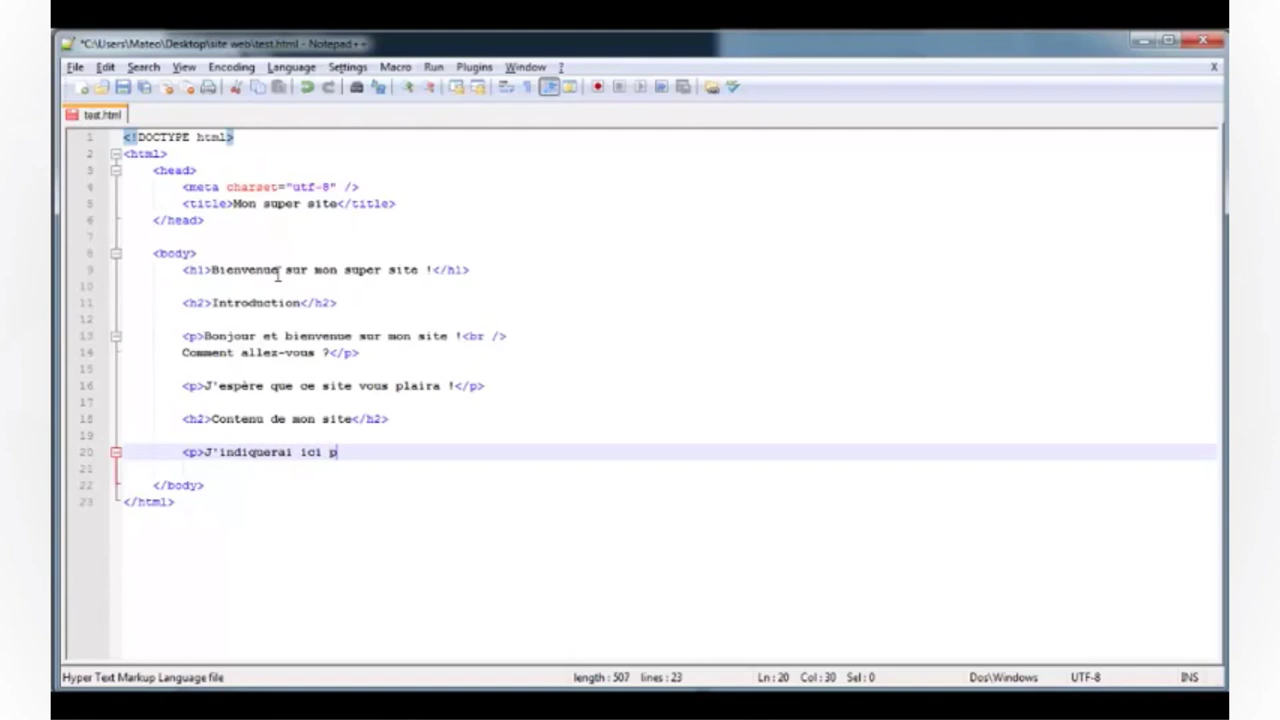 *C:\Users\Mateo\Desktop\site web\test.html - Notepad++
File Edit Search View Encoding Language Settings Macro Run Plugins Window ? X
test.html
1 <!DOCTYPE html>
2 <html>
3 <head>
4 <meta charset="utf-8" />
5 <title>Mon super site</title>
6 </head>
7
8 <body>
9 <h1>Bienvenue sur mon super site !</h1>
10
11 <h2>Introduction</h2>
12
13 <p>Bonjour et bienvenue sur mon site !<br />
14 Comment allez-vous ?</p>
15
16 <p>J'espère que ce site vous plaira !</p>
17
18 <h2>Contenu de mon site</h2>
19
20 <p>J'indiquerai ici p
21
22 </body>
23 </html>
Hyper Text Markup Language file length : 507 lines : 23 Ln : 20 Col : 30 Sel : 0 Dos\Windows UTF-8 INS